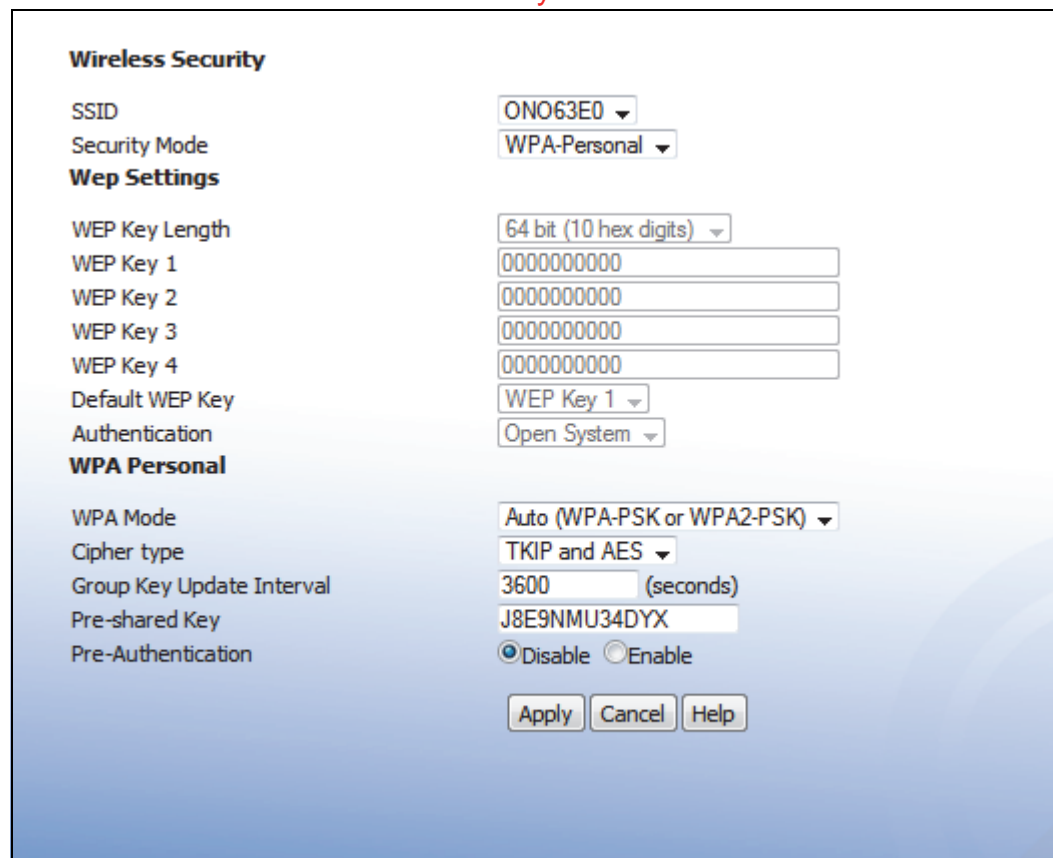 Wireless Security
SSID ONO63E0
Security Mode WPA-Personal
Wep Settings
WEP Key Length 64 bit (10 hex digits)
WEP Key 1 0000000000
WEP Key 2 0000000000
WEP Key 3 0000000000
WEP Key 4 0000000000
Default WEP Key WEP Key 1
Authentication Open System
WPA Personal
WPA Mode Auto (WPA-PSK or WPA2-PSK)
Cipher type TKIP and AES
Group Key Update Interval 3600 (seconds)
Pre-shared Key J8E9NMU34DYX
Pre-Authentication Disable Enable
Apply Cancel Help